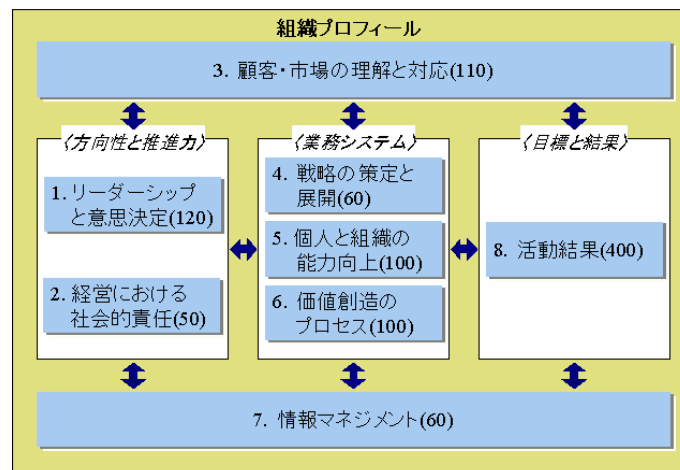 組織プロフィール
3. 顧客・市場の理解と対応(110)
〈方向性と推進力〉
1. リーダーシップ
と意思決定(120)
2. 経営における
社会的責任(50)
〈業務システム〉
4. 戦略の策定と
展開(60)
5. 個人と組織の
能力向上(100)
6. 価値創造の
プロセス(100)
〈目標と結果〉
8. 活動結果(400)
7. 情報マネジメント(60)